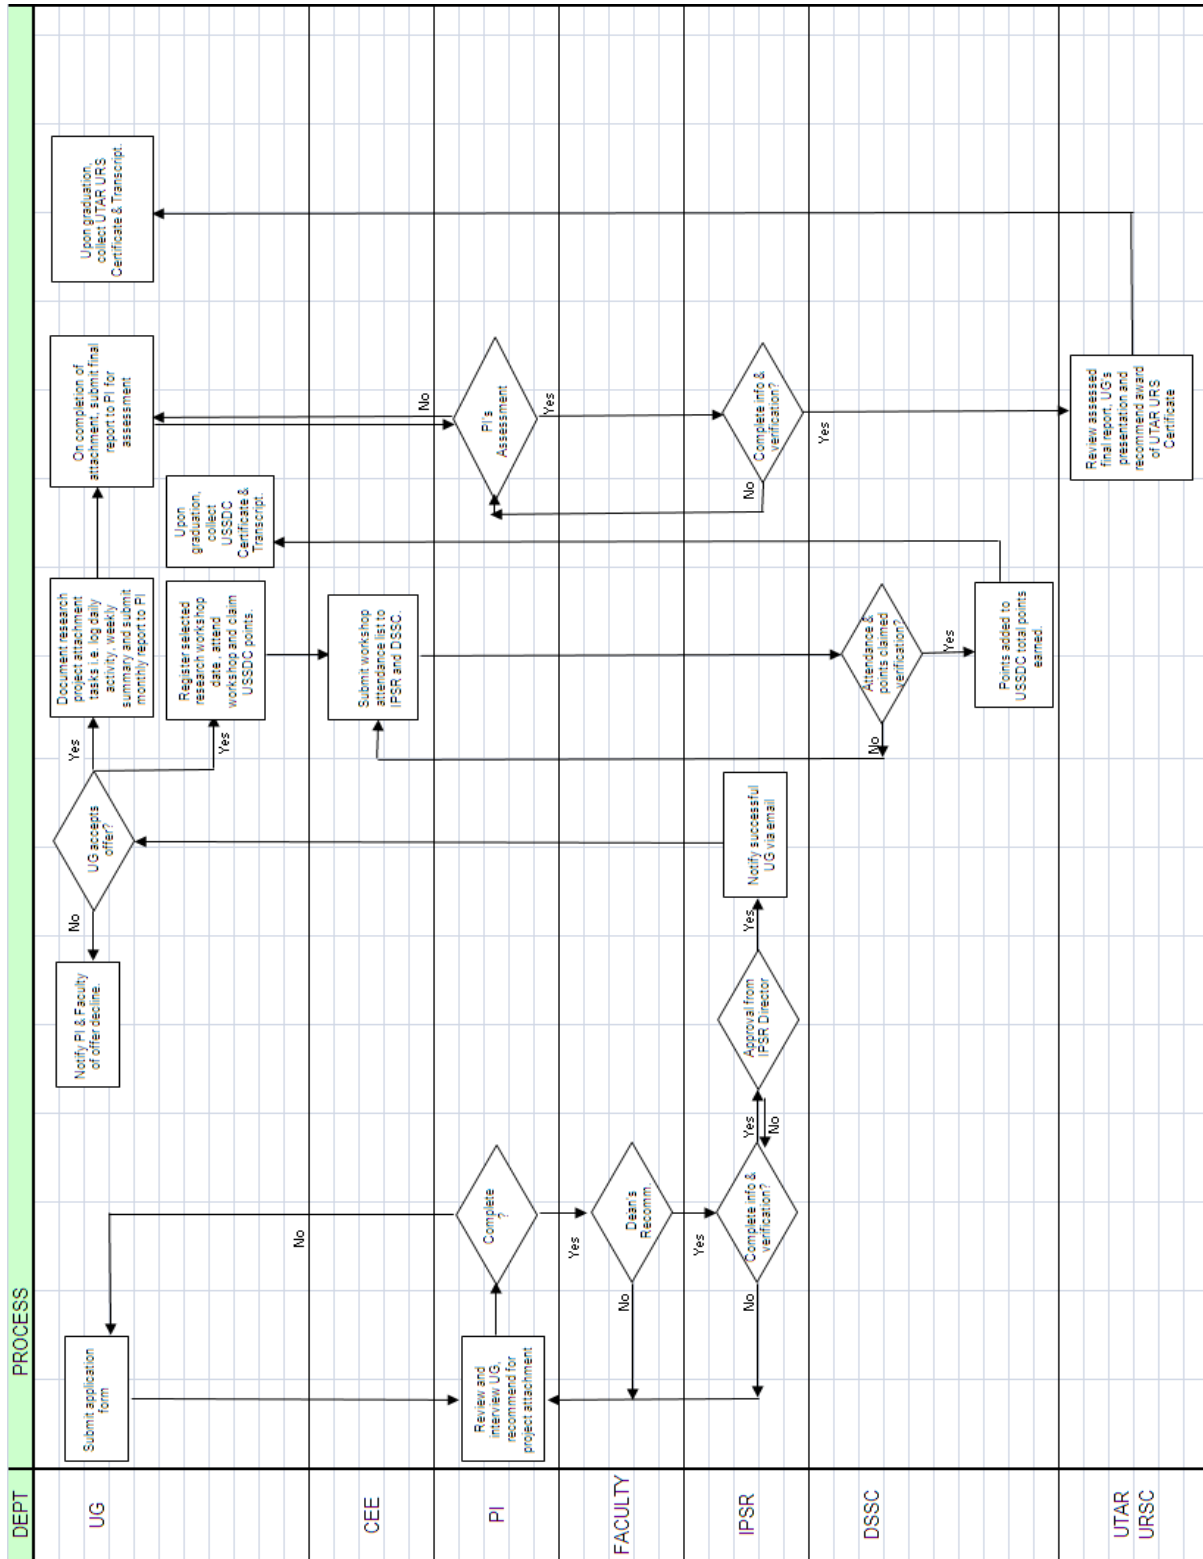 DEPT
PROCESS
UG
Submit application
form
No
Notify PI & Faculty
of offer decline.
No
UG accepts
offer?
Yes
Yes
Document research
project attachment
tasks i.e. log daily
activity, weekly
summary and submit
monthly report to PI
Register selected
research workshop
date , attend
workshop and claim
USSDC points.
On completion of
attachment, submit final
report to PI for
assessment
Upon
graduation,
collect
USSDC
Certificate &
Transcript.
Upon graduation,
collect UTAR URS
Certificate & Transcript.
CEE
Submit workshop
attendance list to
IPSR and DSSC.
PI
Review and
interview UG,
recommend for
project attachment
Complete
?
Yes
PI's
Assessment
No
Yes
FACULTY
No
Dean's
Recomm.
Yes
IPSR
No
Complete info &
verification?
Yes
No
Approval from
IPSR Director
Yes
Notify successful
UG via email
No
Complete info &
verification?
Yes
DSSC
No
Attendance &
points claimed
verification?
Yes
Points added to
USSDC total points
earned.
UTAR
URSC
Review assessed
final report, UG's
presentation and
recommend award
of UTAR URS
Certificate